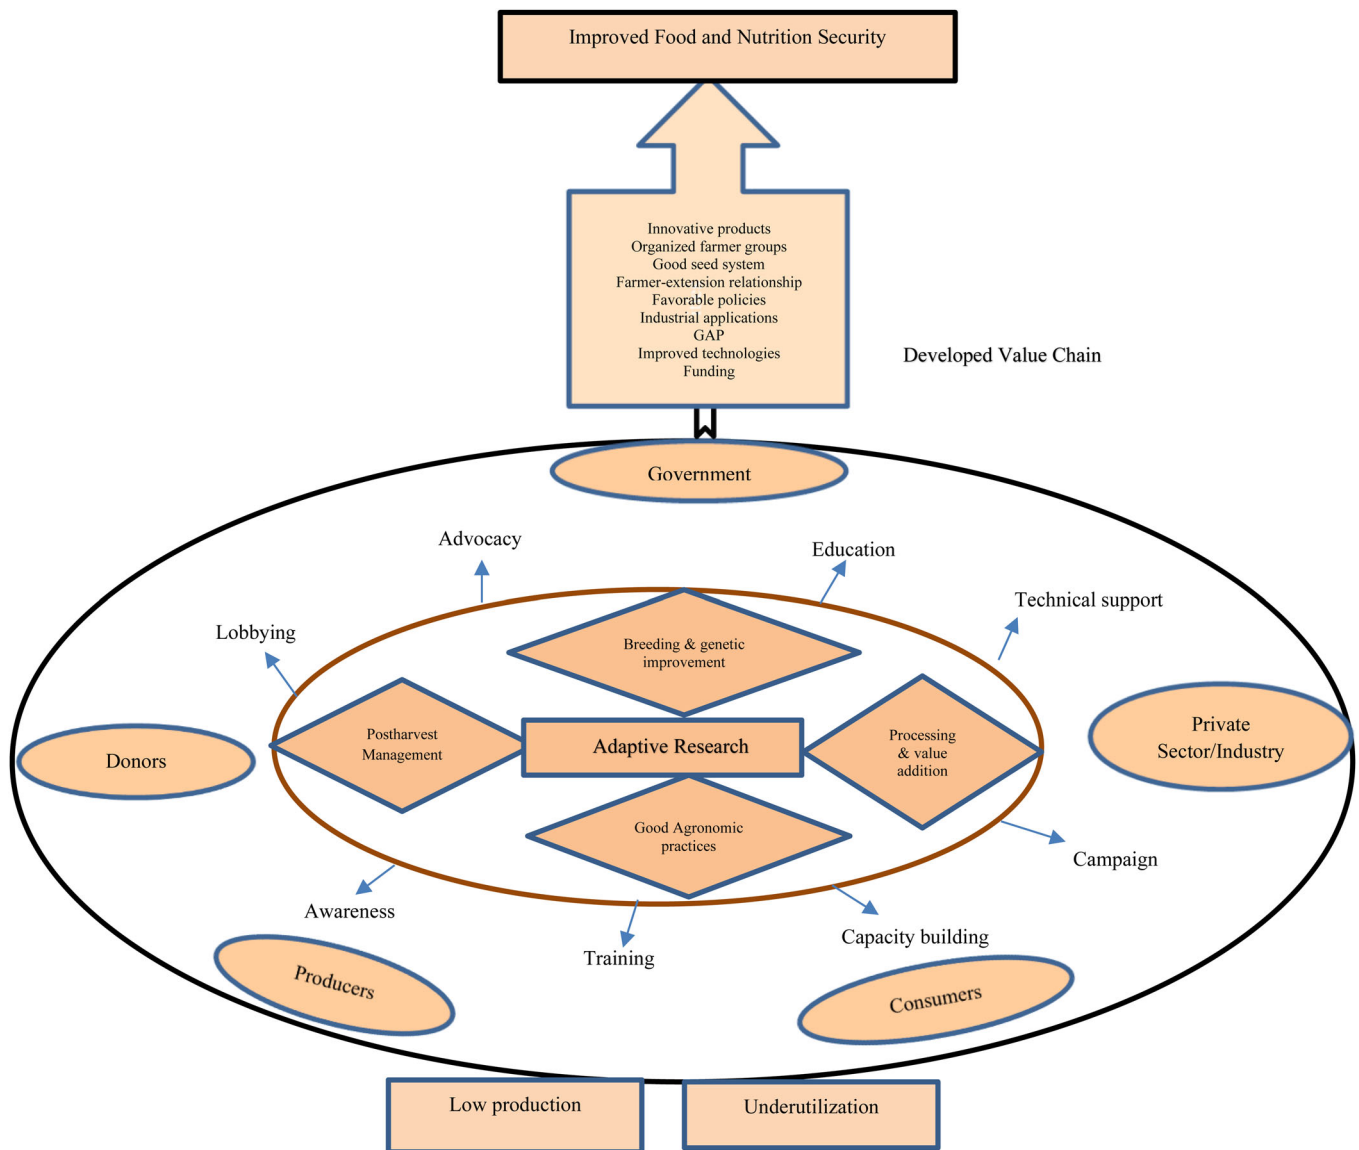 Improved Food and Nutrition Security
Innovative products
Organized farmer groups
Good seed system
Farmer-extension relationship
Favorable policies
Industrial applications
GAP
Improved technologies
Funding
Developed Value Chain
Government
Advocacy
Education
Technical support
Lobbying
Breeding & genetic
improvement
Postharvest
Management
Adaptive Research
Processing
& value
addition
Private
Sector/Industry
Donors
Good Agronomic
practices
Campaign
Awareness
Training
Capacity building
Producers
Consumers
Low production
Underutilization